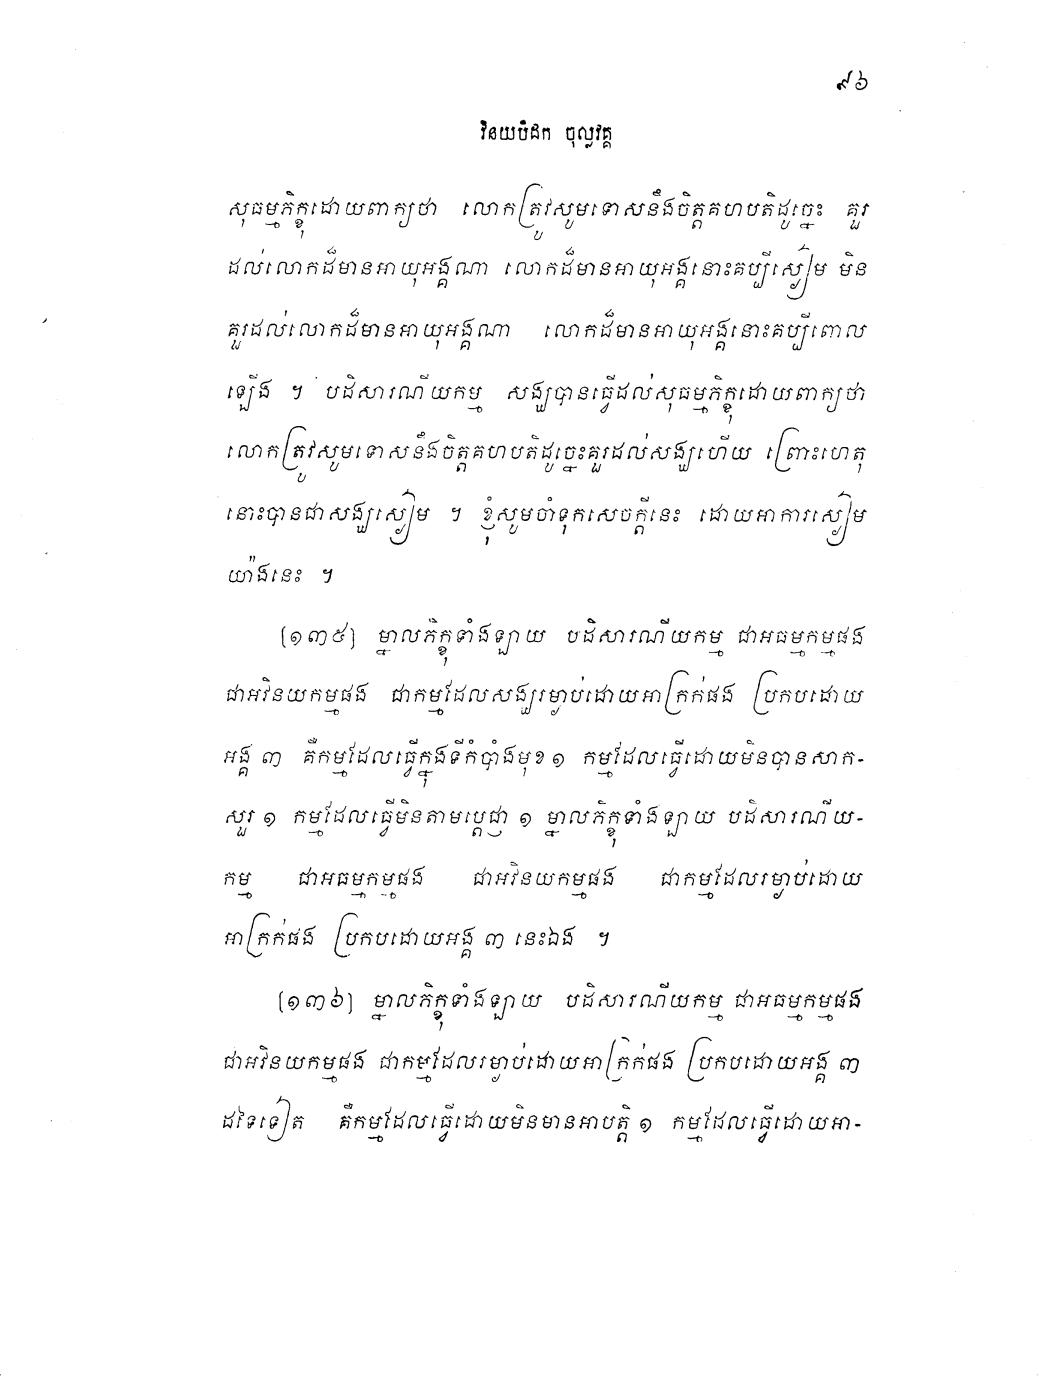 ៩៦
វិនយបិដក ចុល្លវគ្គ
សុធម្មភិក្ខុដោយពាក្យថា លោកត្រូវសូមទោសនឹងចិត្តគហបតិដូច្នេះ គួរ
ដល់លោកដ៏មានអាយុអង្គណា លោកដ៏មានអាយុអង្គនោះគប្បីស្ងៀម មិន
គួរដល់លោកដ៏មានអាយុអង្គណា លោកដ៏មានអាយុអង្គនោះគប្បីពោល
ឡើង ។ បដិសារណីយកម្ម សង្ឃបានធ្វើដល់សុធម្មភិក្ខុដោយពាក្យថា
លោកត្រូវសូមទោសនឹងចិត្តគហបតិដូច្នេះគួរដល់សង្ឃហើយ ព្រោះហេតុ
នោះបានជាសង្ឃស្ងៀម ។ ខ្ញុំសូមចាំទុកសេចក្តីនេះ ដោយអាការស្ងៀម
យ៉ាងនេះ ។
[១៣៥] ម្នាលភិក្ខុទាំងឡាយ បដិសារណីយកម្ម ជាអធម្មកម្មផង
ជាអវិនយកម្មផង ជាកម្មដែលសង្ឃរម្ងាប់ដោយអាក្រក់ផង ប្រកបដោយ
អង្គ ៣ គឺកម្មដែលធ្វើក្នុងទីកំបាំងមុខ ១ កម្មដែលធ្វើដោយមិនបានសាក-
សួរ ១ កម្មដែលធ្វើមិនតាមប្តេជ្ញា ១ ម្នាលភិក្ខុទាំងឡាយ បដិសារណីយ-
កម្ម ជាអធម្មកម្មផង ជាអវិនយកម្មផង ជាកម្មដែលរម្ងាប់ដោយ
អាក្រក់ផង ប្រកបដោយអង្គ ៣ នេះឯង ។
[១៣៦] ម្នាលភិក្ខុទាំងឡាយ បដិសារណីយកម្ម ជាអធម្មកម្មផង
ជាអវិនយកម្មផង ជាកម្មដែលរម្ងាប់ដោយអាក្រក់ផង ប្រកបដោយអង្គ ៣
ដទៃទៀត គឺកម្មដែលធ្វើដោយមិនមានអាបត្តិ ១ កម្មដែលធ្វើដោយអា-